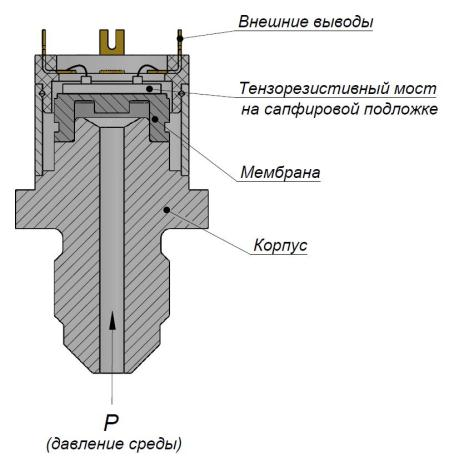 Внешние выводы
Тензорезистивный мост
на сапфировой подложке
Мембрана
Корпус
P
(давление среды)